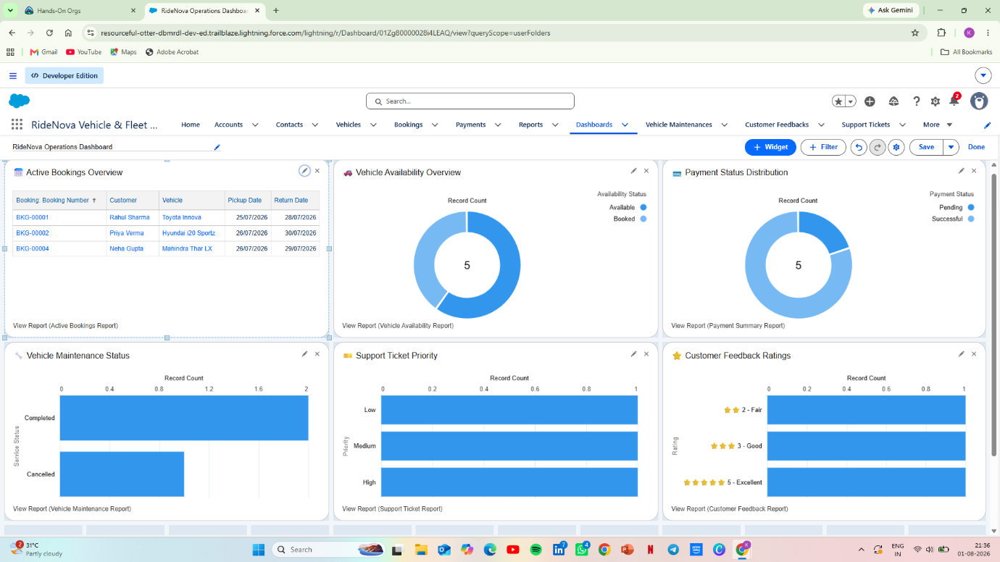 Hands-On Orgs
RideNova Operations Dashboar
Ask Gemini
resourceful-otter-dbmrdl-dev-ed.trailblaze.lightning.force.com/lightning/r/Dashboard/01Zg80000028i4LEAQ/view?queryScope=userFolders
K
Gmail
YouTube
Maps
Adobe Acrobat
All Bookmarks
Developer Edition
Search...
2
RideNova Vehicle & Fleet ...
Home
Accounts
Contacts
Vehicles
Bookings
Payments
Reports
Dashboards
Vehicle Maintenances
Customer Feedbacks
Support Tickets
More
RideNova Operations Dashboard
+ Widget
+ Filter
Save
Done
Active Bookings Overview
Booking: Booking Number ↑ Customer Vehicle Pickup Date Return Date
BKG-00001 Rahul Sharma Toyota Innova 25/07/2026 28/07/2026
BKG-00002 Priya Verma Hyundai i20 Sportz 26/07/2026 30/07/2026
BKG-00004 Neha Gupta Mahindra Thar LX 26/07/2026 29/07/2026
View Report (Active Bookings Report)
Vehicle Availability Overview
Record Count
Availability Status
Available
Booked
5
View Report (Vehicle Availability Report)
Payment Status Distribution
Record Count
Payment Status
Pending
Successful
5
View Report (Payment Summary Report)
Vehicle Maintenance Status
Record Count
0 0.4 0.8 1.2 1.6 2
Service Status
Completed
Cancelled
View Report (Vehicle Maintenance Report)
Support Ticket Priority
Record Count
0 0.2 0.4 0.6 0.8 1
Priority
Low
Medium
High
View Report (Support Ticket Report)
Customer Feedback Ratings
Record Count
0 0.2 0.4 0.6 0.8 1
Rating
⭐⭐ 2 - Fair
⭐⭐⭐ 3 - Good
⭐⭐⭐⭐⭐ 5 - Excellent
View Report (Customer Feedback Report)
2
31°C
Partly cloudy
Search
7
4
K
ENG
IN
21:36
01-08-2026